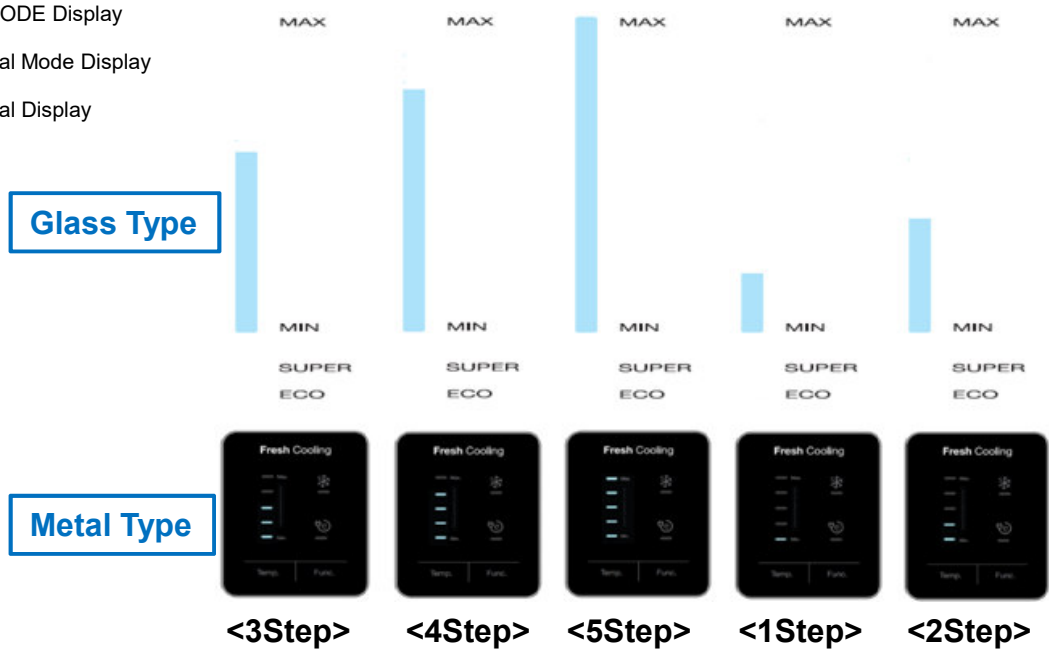 ODE Display
al Mode Display
al Display
MAX MAX MAX MAX MAX
Glass Type
MIN MIN MIN MIN MIN
SUPER SUPER SUPER SUPER SUPER
ECO ECO ECO ECO ECO
Fresh Cooling Fresh Cooling Fresh Cooling Fresh Cooling Fresh Cooling
Metal Type
Temp. Func. Temp. Func. Temp. Func. Temp. Func. Temp. Func.
<3Step> <4Step> <5Step> <1Step> <2Step>